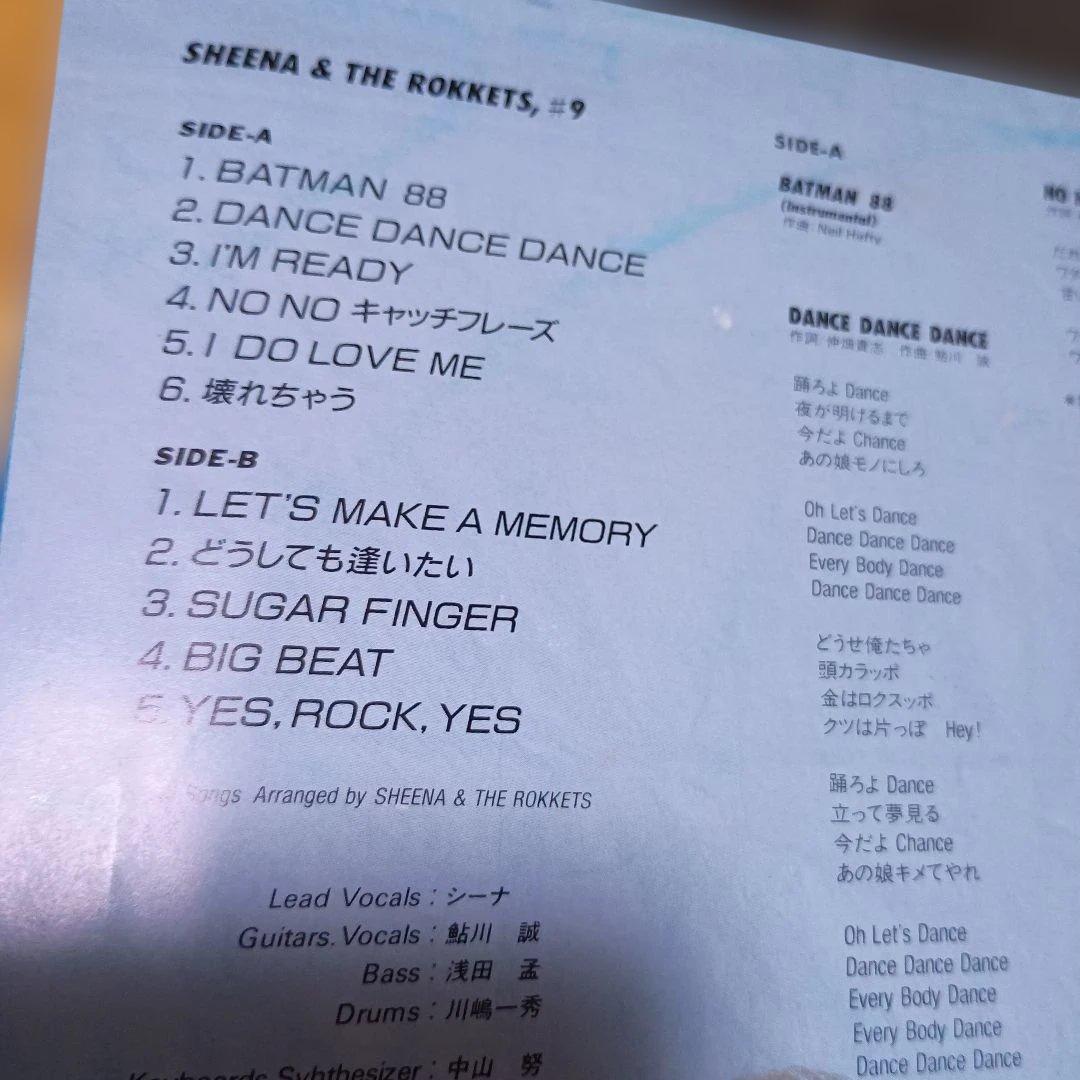 SHEENA & THE ROKKETS, #9
SIDE-A
1. BATMAN 88
2. DANCE DANCE DANCE
3. I'M READY
4. NO NO キャッチフレーズ
5. I DO LOVE ME
6. 壊れちゃう
SIDE-B
1. LET'S MAKE A MEMORY
2. どうしても逢いたい
3. SUGAR FINGER
4. BIG BEAT
5. YES, ROCK, YES
Songs Arranged by SHEENA & THE ROKKETS
Lead Vocals : シーナ
Guitars. Vocals : 鮎川 誠
Bass : 浅田 孟
Drums : 川嶋一秀
Keyboards Syhthesizer : 中山 努
SIDE-A
BATMAN 88
(Instrumental)
作曲: Neil Hefty
DANCE DANCE DANCE
作詞: 仲畑貴志 作曲: 鮎川 誠
踊ろよ Dance
夜が明けるまで
今だよ Chance
あの娘モノにしろ
Oh Let's Dance
Dance Dance Dance
Every Body Dance
Dance Dance Dance
どうせ俺たちゃ
頭カラッポ
金はロクスッポ
クツは片っぽ Hey!
踊ろよ Dance
立って夢見る
今だよ Chance
あの娘キメてやれ
Oh Let's Dance
Dance Dance Dance
Every Body Dance
Every Body Dance
Dance Dance Dance
NO